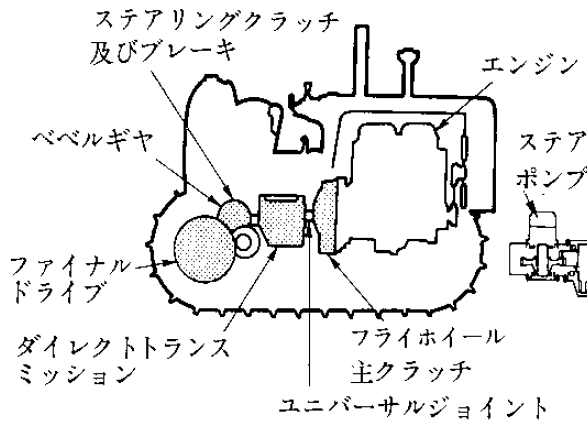 ステアリングクラッチ
及びブレーキ
エンジン
ベベルギヤ
ステア
ポンプ
ファイナル
ドライブ
ダイレクトトランス
ミッション
フライホイール
主クラッチ
ユニバーサルジョイント